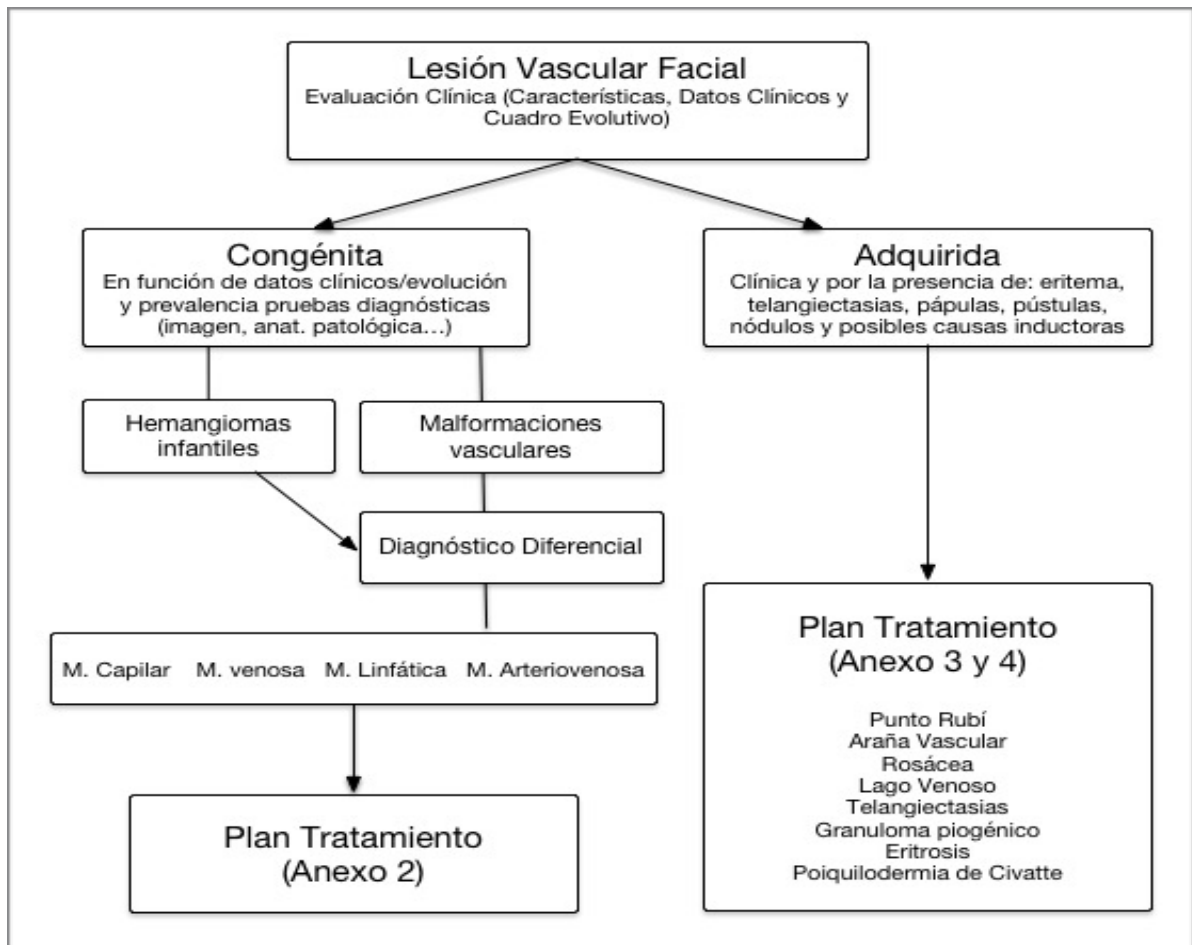 Lesión Vascular Facial
Evaluación Clínica (Características, Datos Clínicos y
Cuadro Evolutivo)
Congénita
En función de datos clínicos/evolución
y prevalencia pruebas diagnósticas
(imagen, anat. patológica...)
Adquirida
Clínica y por la presencia de: eritema,
telangiectasias, pápulas, pústulas,
nódulos y posibles causas inductoras
Hemangiomas
infantiles
Malformaciones
vasculares
Diagnóstico Diferencial
M. Capilar M. venosa M. Linfática M. Arteriovenosa
Plan Tratamiento
(Anexo 2)
Plan Tratamiento
(Anexo 3 y 4)
Punto Rubí
Araña Vascular
Rosácea
Lago Venoso
Telangiectasias
Granuloma piogénico
Eritrosis
Poiquilodermia de Civatte